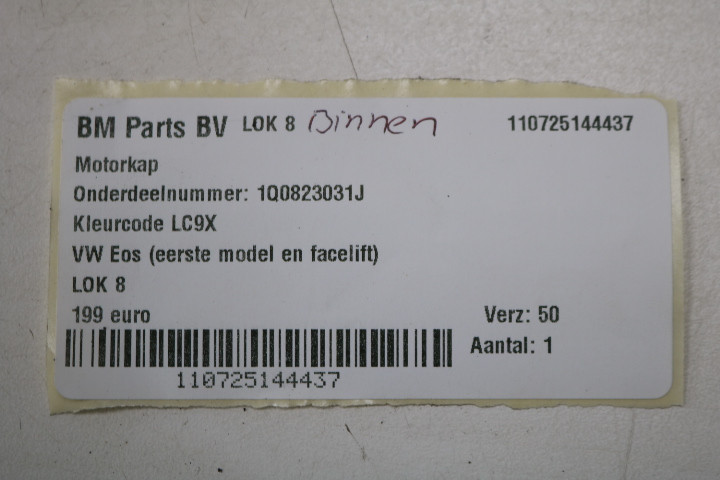 BM Parts BV LOK 8 Binnen 110725144437
Motorkap
Onderdeelnummer: 1Q0823031J
Kleurcode LC9X
VW Eos (eerste model en facelift)
LOK 8
199 euro Verz: 50
Aantal: 1
110725144437